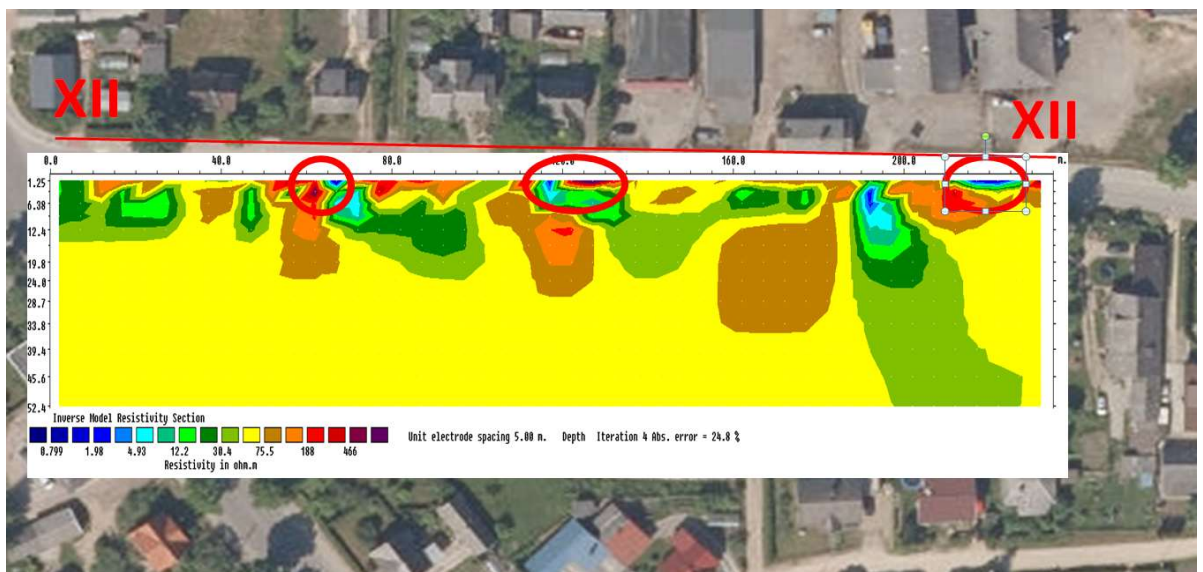 XII
XII
0.0 40.0 80.0 120.0 160.0 200.0 m.
1.25
6.38
12.4
19.8
24.0
28.7
33.8
39.4
45.6
52.4
Inverse Model Resistivity Section
0.799 1.98 4.93 12.2 30.4 75.5 188 466
Resistivity in ohm.m
Unit electrode spacing 5.00 m. Depth Iteration 4 Abs. error = 24.8 %